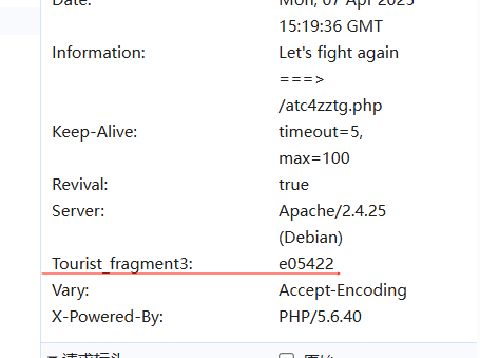 Date: Mon, 07 Apr 2025
15:19:36 GMT
Information: Let's fight again
===>
/atc4zztg.php
Keep-Alive: timeout=5,
max=100
Revival: true
Server: Apache/2.4.25
(Debian)
Tourist_fragment3: e05422
Vary: Accept-Encoding
X-Powered-By: PHP/5.6.40